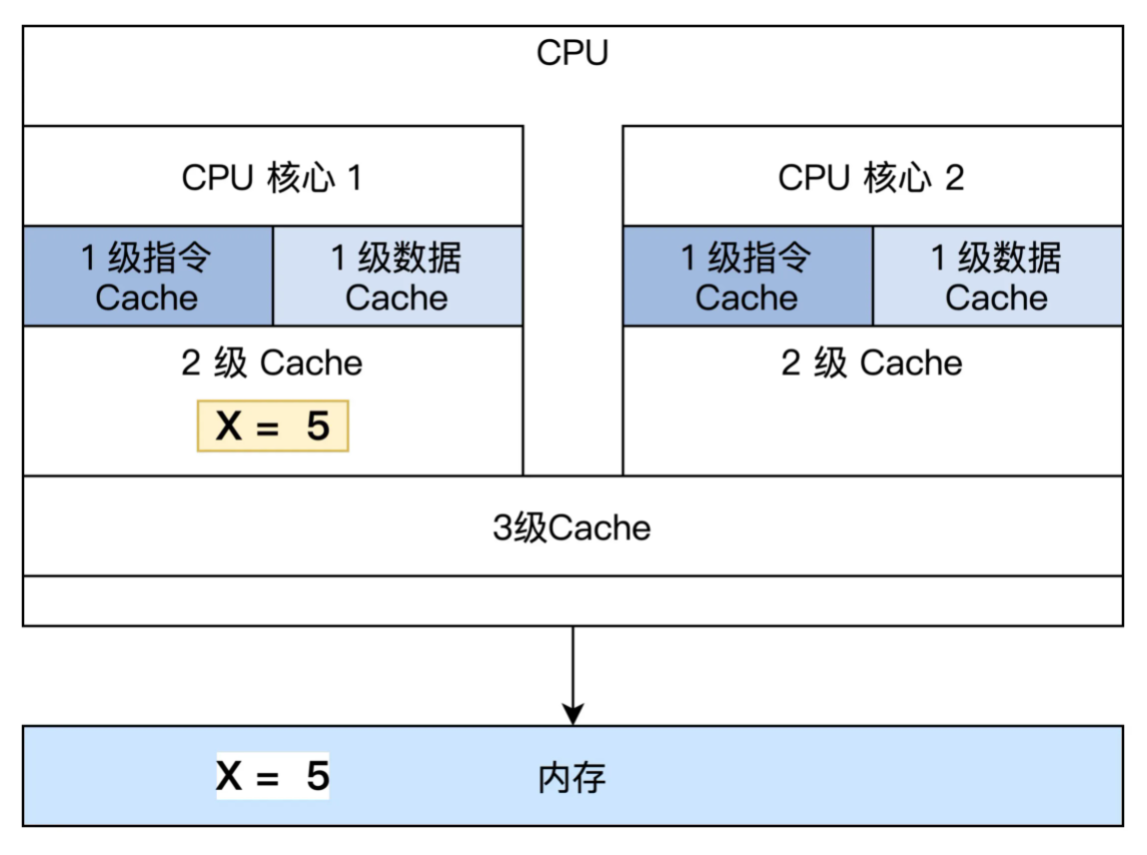 CPU
CPU 核心 1
CPU 核心 2
1 级指令
Cache
1 级数据
Cache
1 级指令
Cache
1 级数据
Cache
2 级 Cache
2 级 Cache
X = 5
3级Cache
X = 5
内存